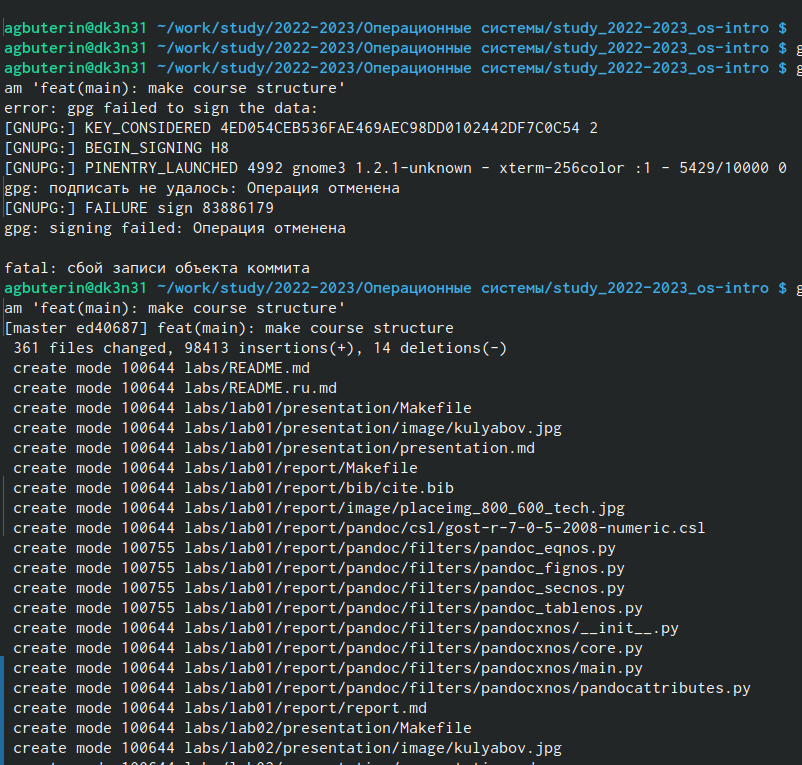 agbuterin@dk3n31 ~/work/study/2022-2023/Операционные системы/study_2022-2023_os-intro $
agbuterin@dk3n31 ~/work/study/2022-2023/Операционные системы/study_2022-2023_os-intro $ g
agbuterin@dk3n31 ~/work/study/2022-2023/Операционные системы/study_2022-2023_os-intro $ g
am 'feat(main): make course structure'
error: gpg failed to sign the data:
[GNUPG:] KEY_CONSIDERED 4ED054CEB536FAE469AEC98DD0102442DF7C0C54 2
[GNUPG:] BEGIN_SIGNING H8
[GNUPG:] PINENTRY_LAUNCHED 4992 gnome3 1.2.1-unknown - xterm-256color :1 - 5429/10000 0
gpg: подписать не удалось: Операция отменена
[GNUPG:] FAILURE sign 83886179
gpg: signing failed: Операция отменена
fatal: сбой записи объекта коммита
agbuterin@dk3n31 ~/work/study/2022-2023/Операционные системы/study_2022-2023_os-intro $ g
am 'feat(main): make course structure'
[master ed40687] feat(main): make course structure
361 files changed, 98413 insertions(+), 14 deletions(-)
create mode 100644 labs/README.md
create mode 100644 labs/README.ru.md
create mode 100644 labs/lab01/presentation/Makefile
create mode 100644 labs/lab01/presentation/image/kulyabov.jpg
create mode 100644 labs/lab01/presentation/presentation.md
create mode 100644 labs/lab01/report/Makefile
create mode 100644 labs/lab01/report/bib/cite.bib
create mode 100644 labs/lab01/report/image/placeimg_800_600_tech.jpg
create mode 100644 labs/lab01/report/pandoc/csl/gost-r-7-0-5-2008-numeric.csl
create mode 100755 labs/lab01/report/pandoc/filters/pandoc_eqnos.py
create mode 100755 labs/lab01/report/pandoc/filters/pandoc_fignos.py
create mode 100755 labs/lab01/report/pandoc/filters/pandoc_secnos.py
create mode 100755 labs/lab01/report/pandoc/filters/pandoc_tablenos.py
create mode 100644 labs/lab01/report/pandoc/filters/pandocxnos/__init__.py
create mode 100644 labs/lab01/report/pandoc/filters/pandocxnos/core.py
create mode 100644 labs/lab01/report/pandoc/filters/pandocxnos/main.py
create mode 100644 labs/lab01/report/pandoc/filters/pandocxnos/pandocattributes.py
create mode 100644 labs/lab01/report/report.md
create mode 100644 labs/lab02/presentation/Makefile
create mode 100644 labs/lab02/presentation/image/kulyabov.jpg